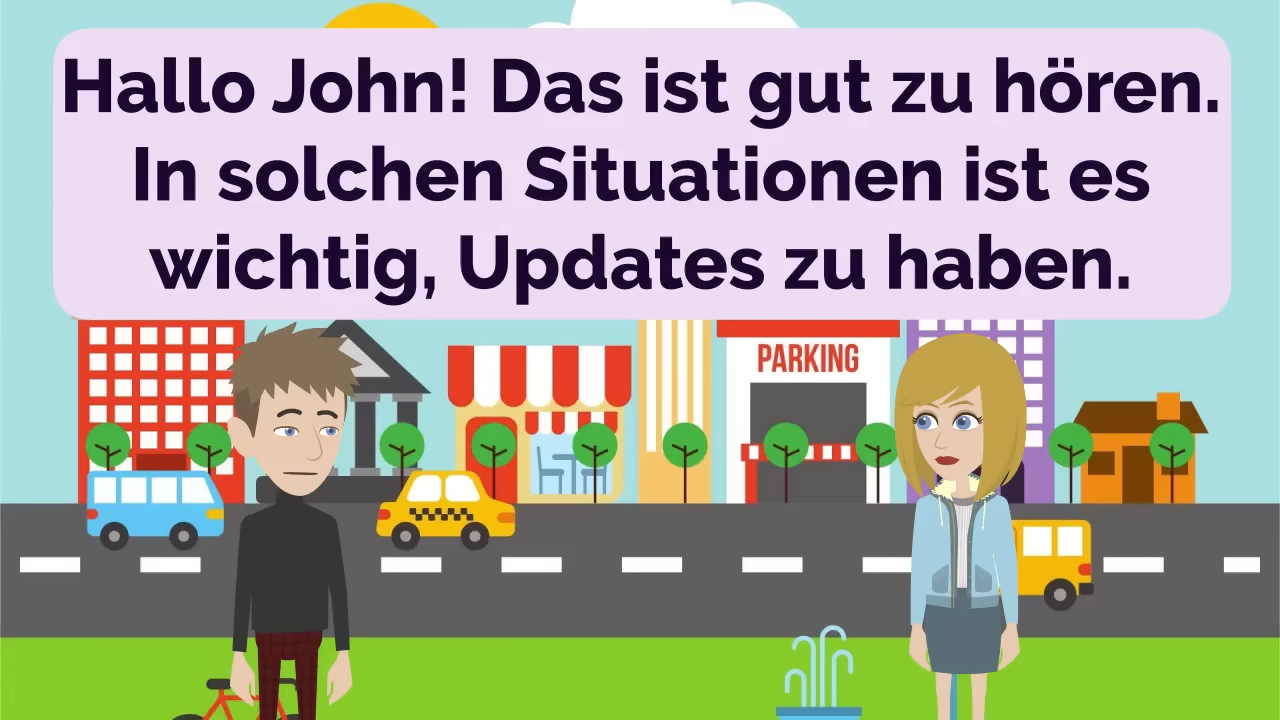 Hallo John! Das ist gut zu hören.
In solchen Situationen ist es
wichtig, Updates zu haben.
PARKING